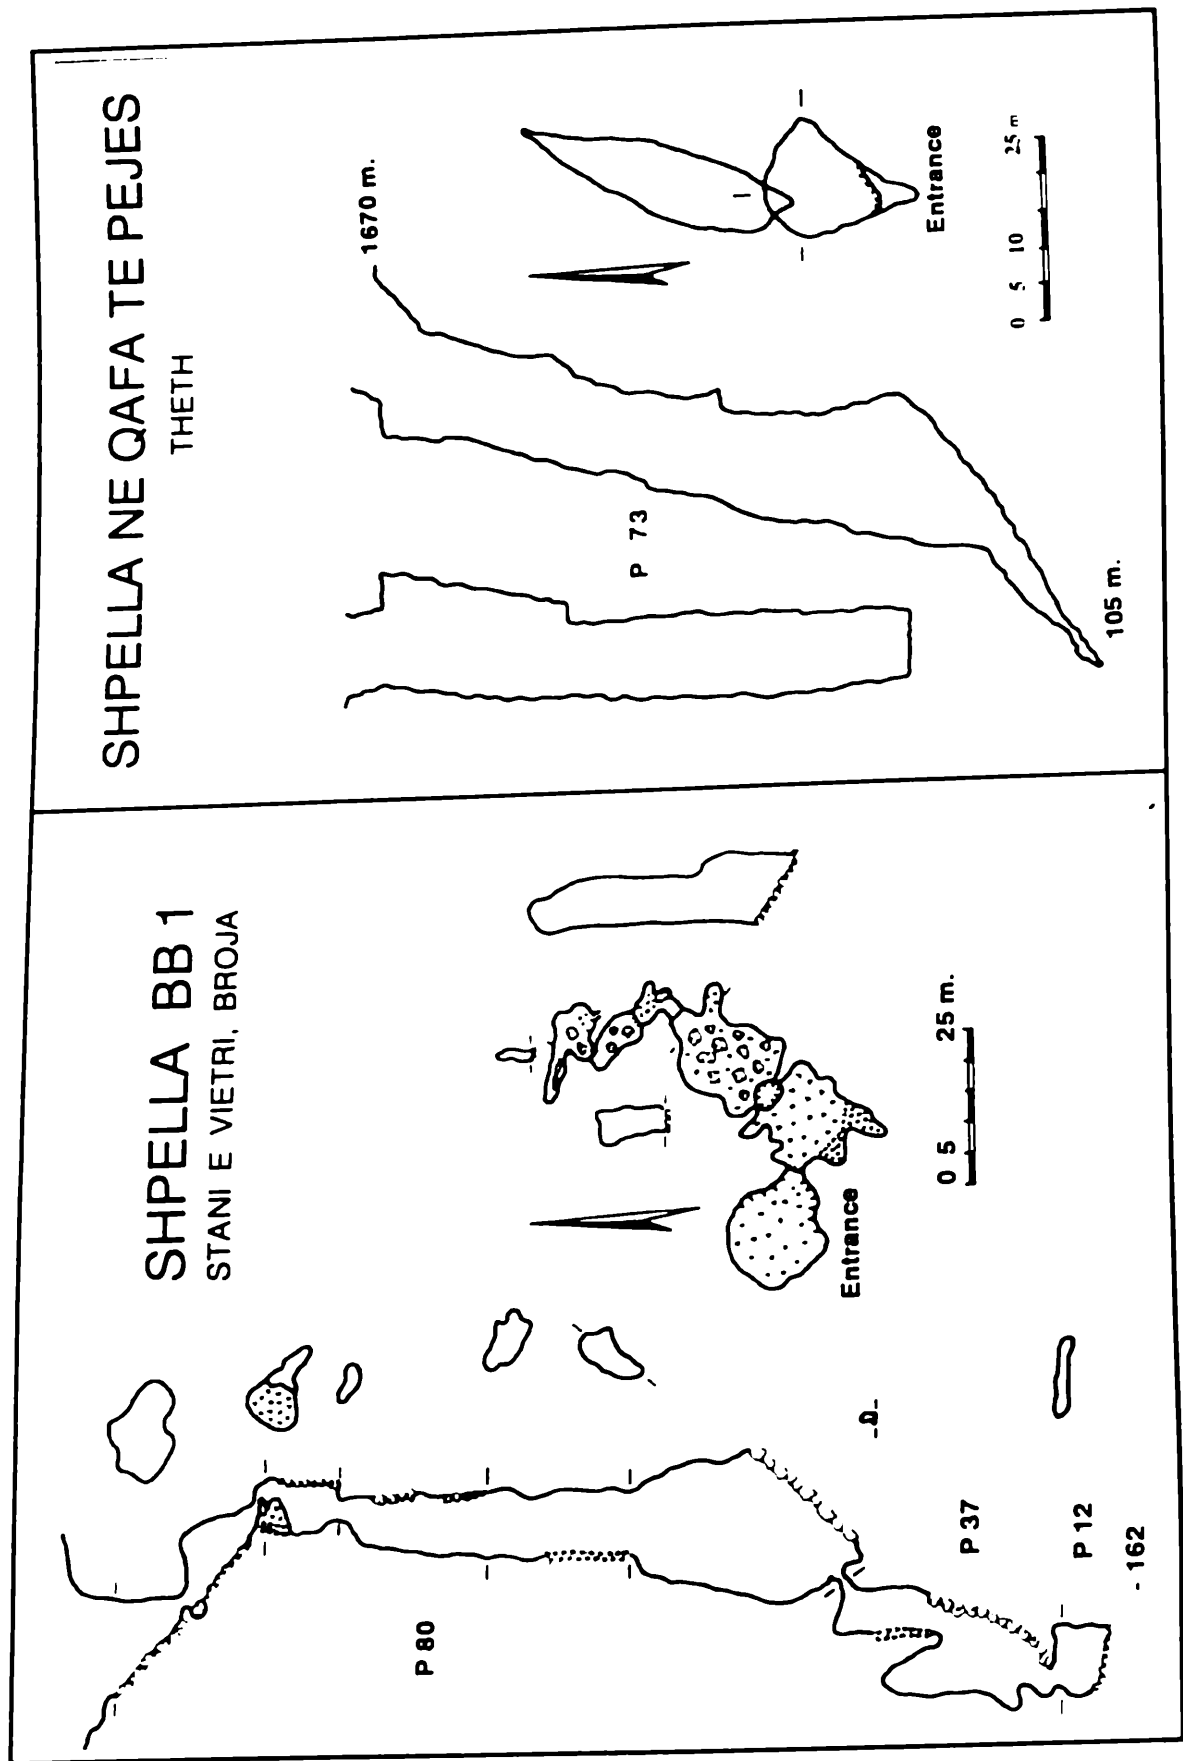 SHPELLA BB 1
STANI E VIETRI, BROJA
P 80
P 37
P 12
- 162
Entrance
0 5 25 m.
SHPELLA NE QAFA TE PEJES
THETH
1670 m.
P 73
105 m.
Entrance
0 5 10 25 m